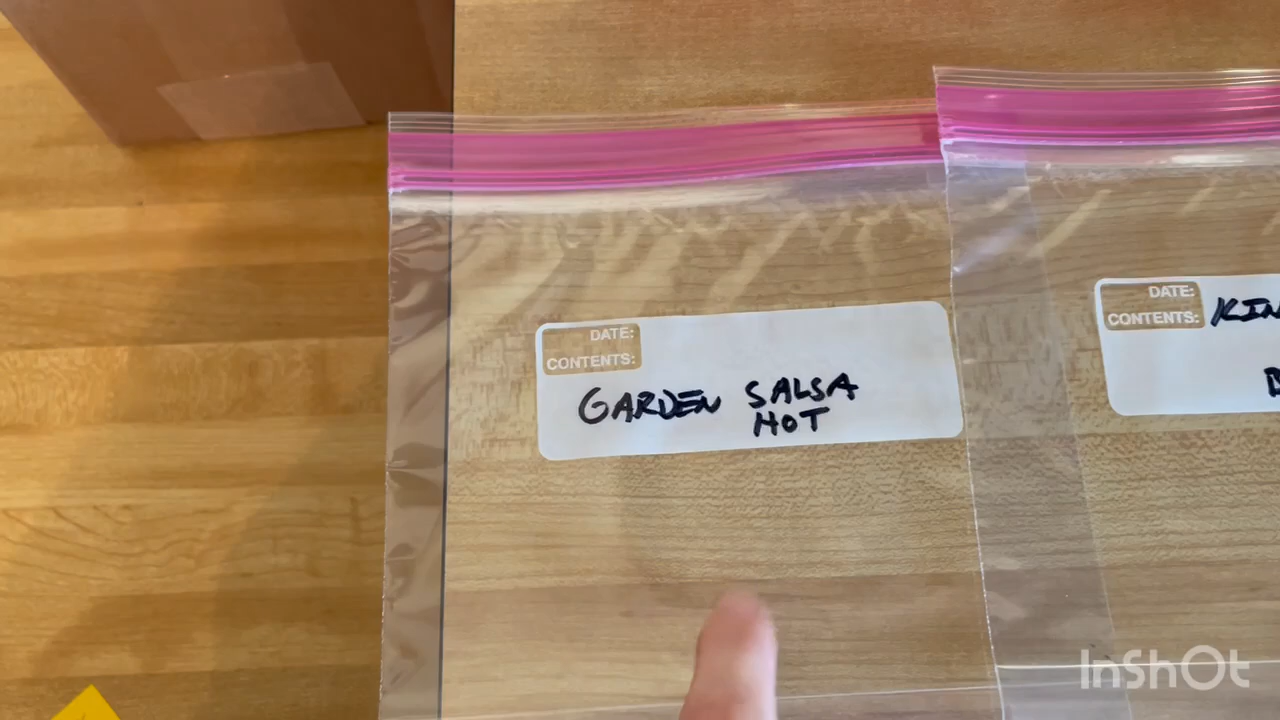 DATE:
CONTENTS:
GARDEN SALSA
HOT
DATE:
CONTENTS:
InShOt